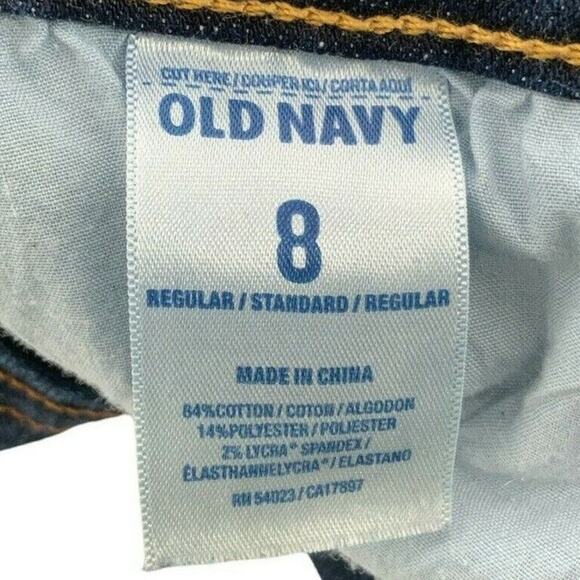 CUT HERE / COUPER ICI / CORTA AQUÍ
OLD NAVY
8
REGULAR / STANDARD / REGULAR
MADE IN CHINA
84%COTTON / COTON / ALGODON
14%POLYESTER / POLIESTER
2% LYCRA® SPANDEX /
ÉLASTHANNELYCRA® / ELASTANO
RN 54023 / CA17897